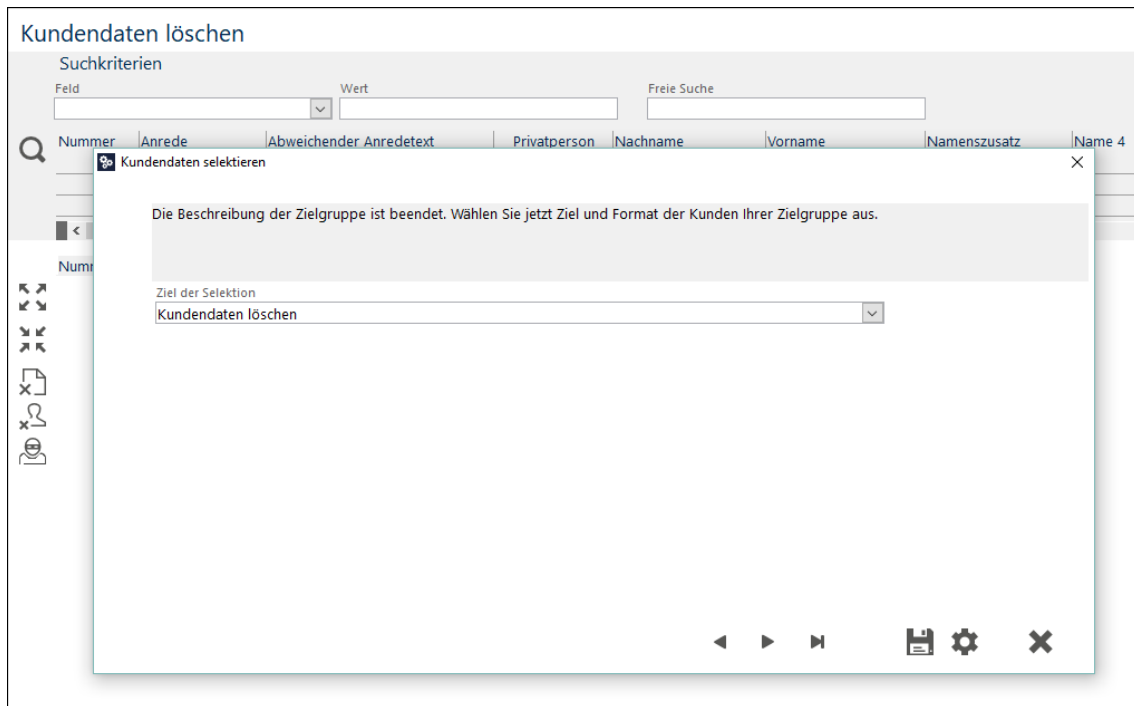 Kundendaten löschen
Suchkriterien
Feld Wert Freie Suche
Nummer Anrede Abweichender Anredetext Privatperson Nachname Vorname Namenszusatz Name 4
Kundendaten selektieren
Die Beschreibung der Zielgruppe ist beendet. Wählen Sie jetzt Ziel und Format der Kunden Ihrer Zielgruppe aus.
Ziel der Selektion
Kundendaten löschen